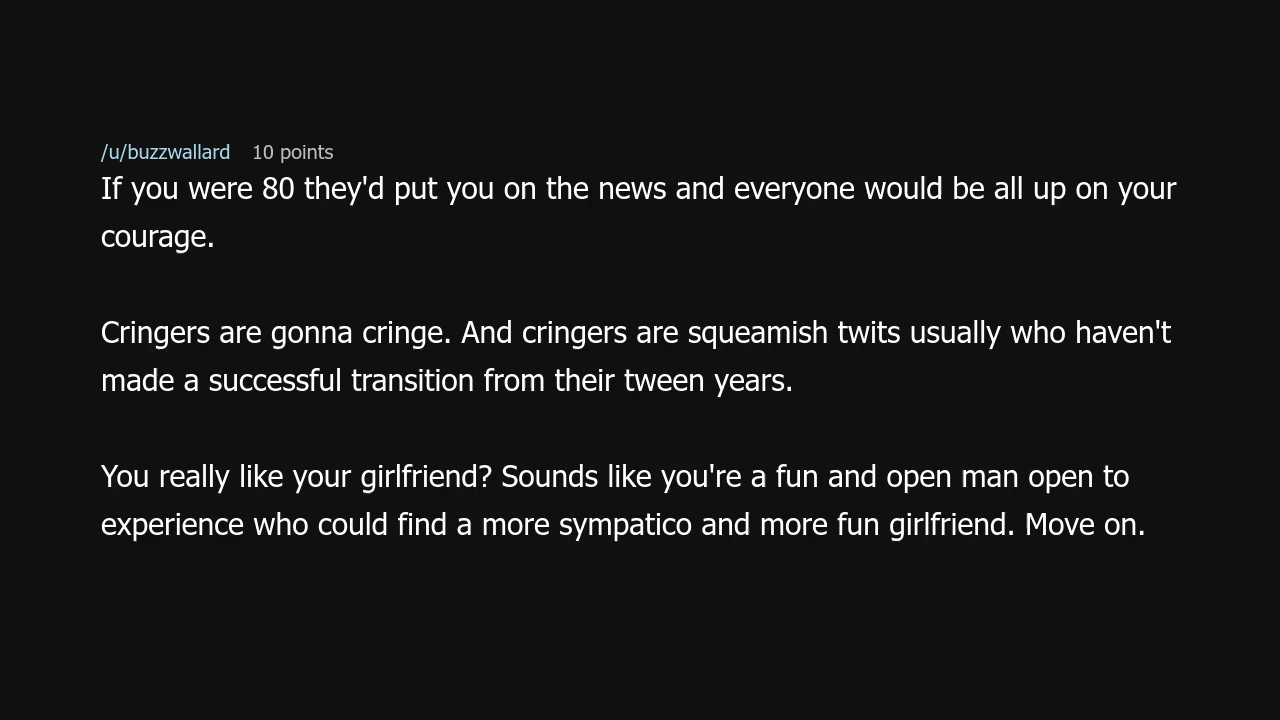 /u/buzzwallard 10 points
If you were 80 they'd put you on the news and everyone would be all up on your
courage.
Cringers are gonna cringe. And cringers are squeamish twits usually who haven't
made a successful transition from their tween years.
You really like your girlfriend? Sounds like you're a fun and open man open to
experience who could find a more sympatico and more fun girlfriend. Move on.